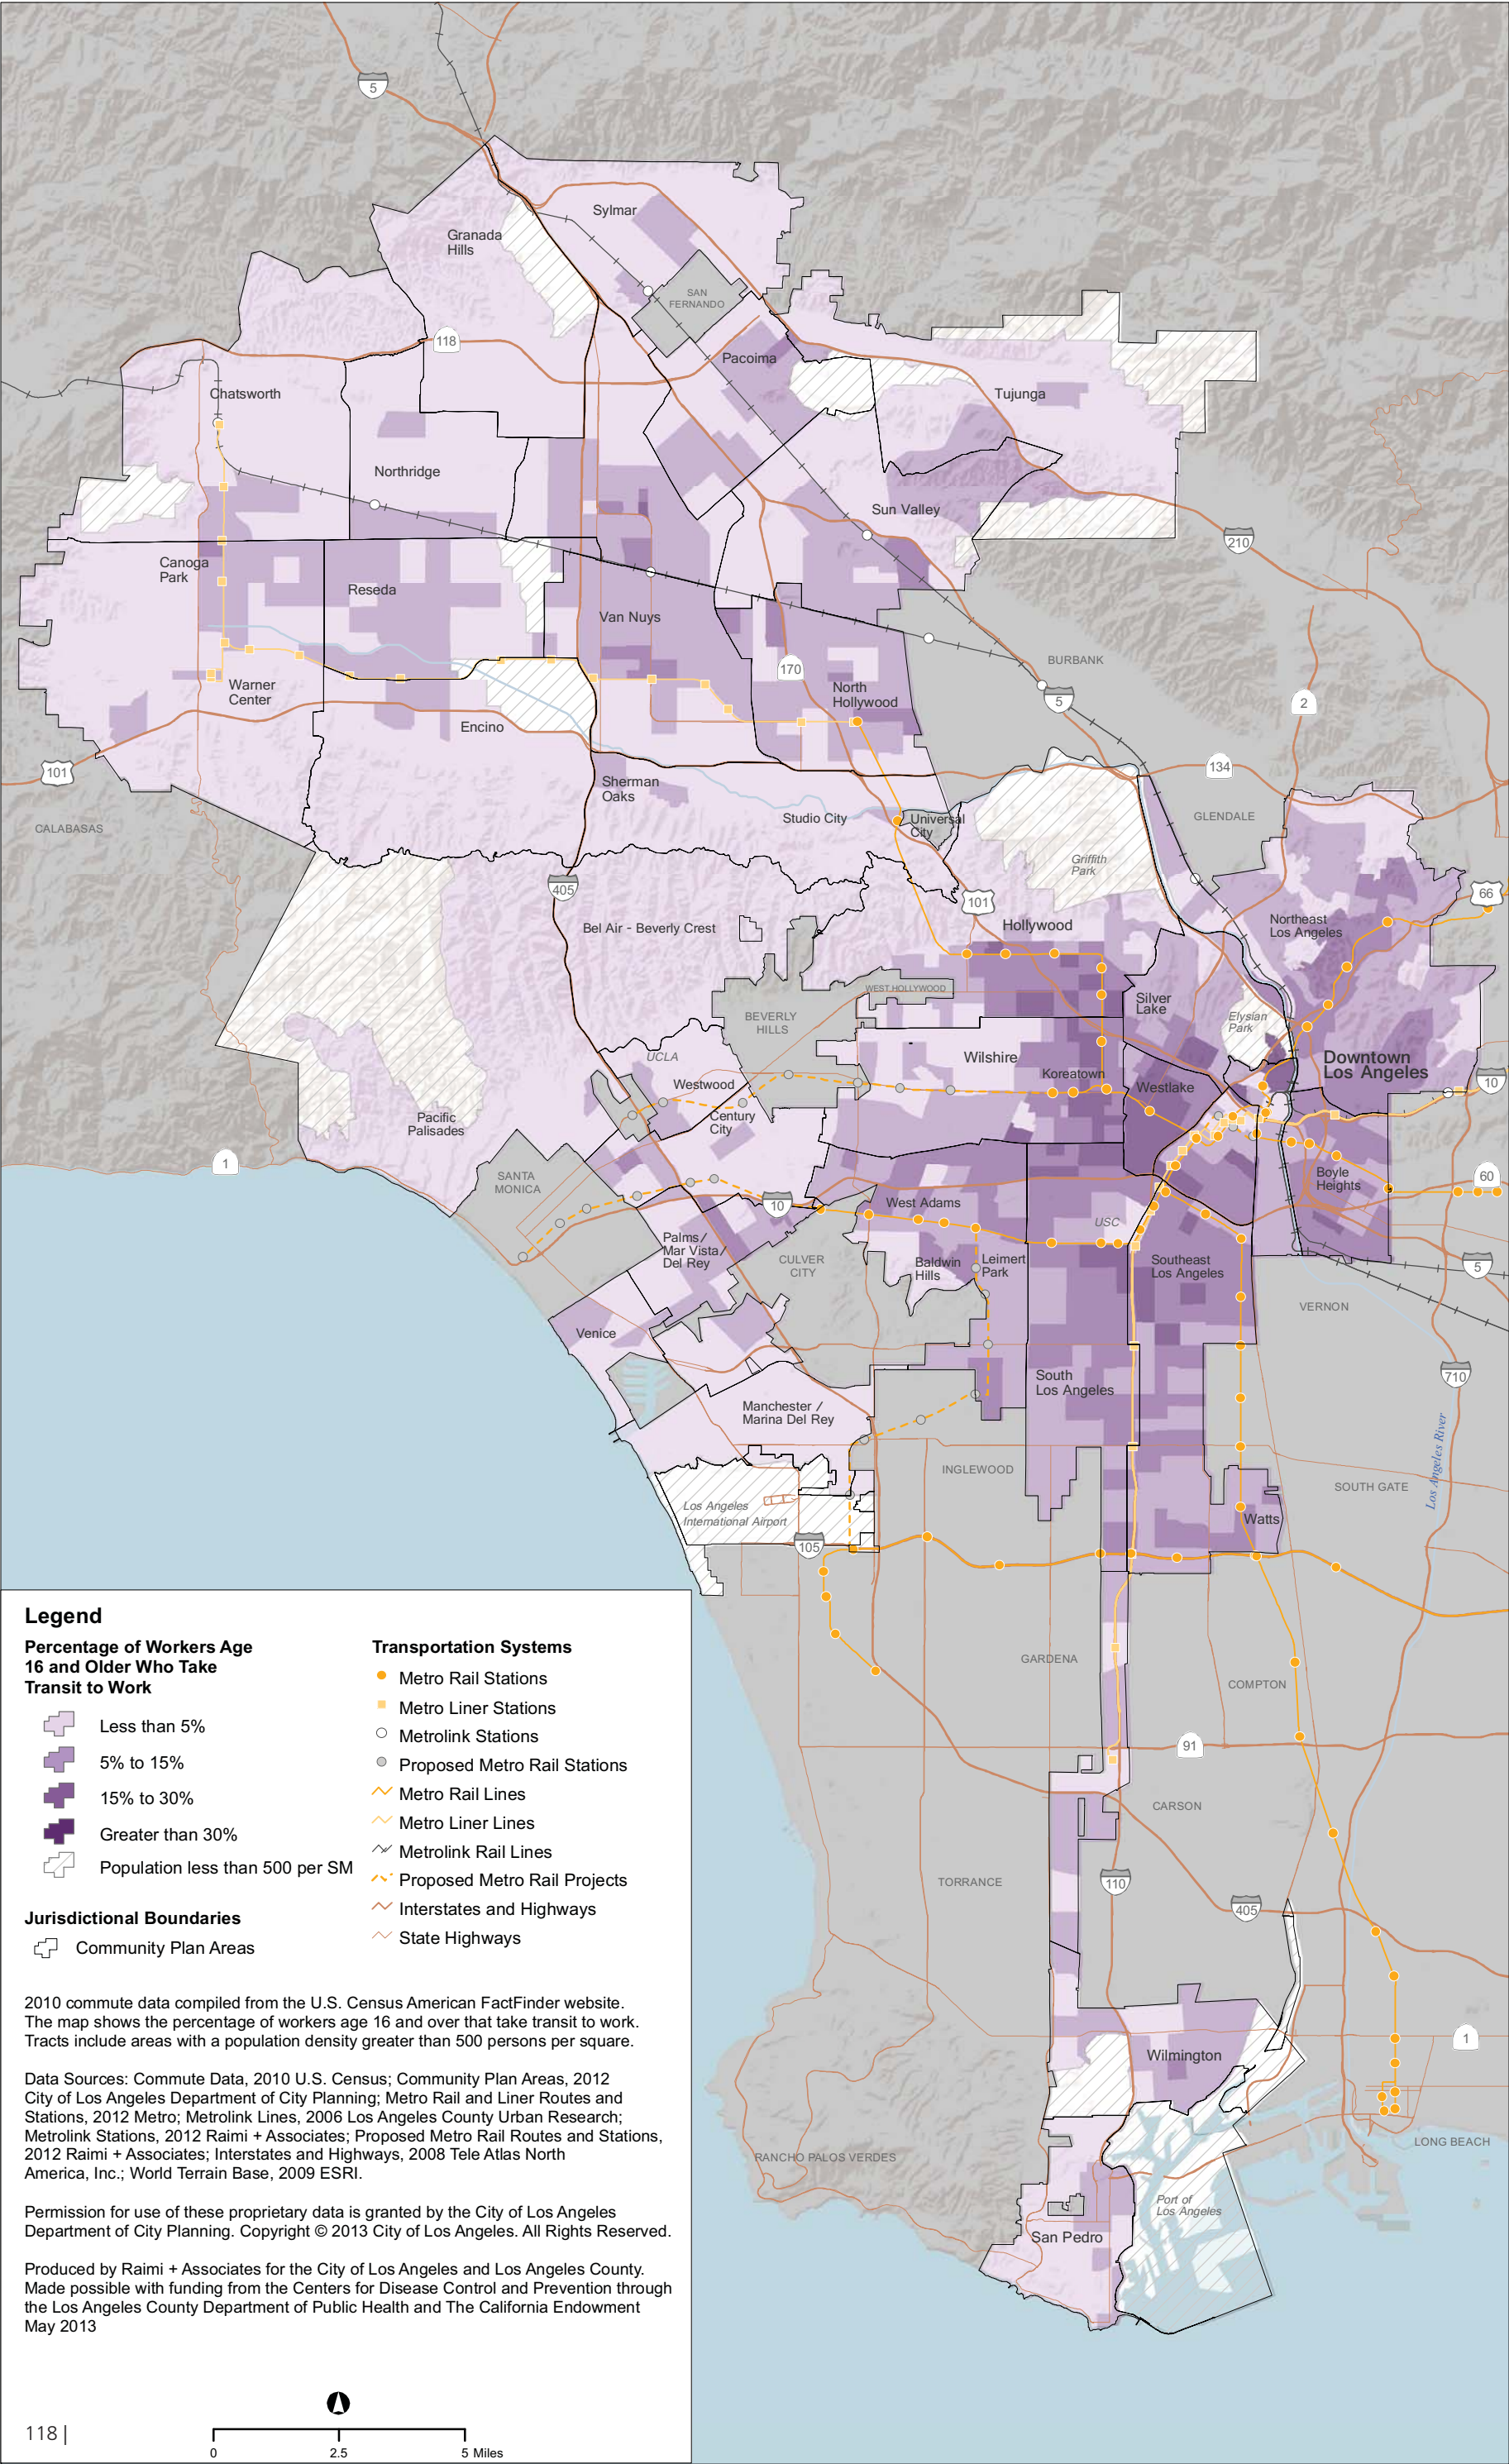 5
Sylmar
Granada
Hills
SAN
FERNANDO
118
Pacoima
Chatsworth
Tujunga
Northridge
Sun Valley
210
Canoga
Park
Reseda
Van Nuys
BURBANK
170
Warner
Center
North
Hollywood
5
2
Encino
101
134
Sherman
Oaks
Studio City
Universal
City
GLENDALE
CALABASAS
Griffith
Park
405
101
66
Bel Air - Beverly Crest
Hollywood
Northeast
Los Angeles
WEST HOLLYWOOD
Silver
Lake
BEVERLY
HILLS
Elysian
Park
UCLA
Wilshire
Downtown
Los Angeles
Koreatown
Westwood
Westlake
10
Century
City
Pacific
Palisades
1
SANTA
MONICA
Boyle
Heights
60
10
West Adams
USC
Palms/
Mar Vista/
Del Rey
CULVER
CITY
Baldwin
Hills
Leimert
Park
Southeast
Los Angeles
5
VERNON
Venice
South
Los Angeles
710
Manchester /
Marina Del Rey
Los Angeles River
INGLEWOOD
SOUTH GATE
Los Angeles
International Airport
Watts
105
GARDENA
COMPTON
91
CARSON
TORRANCE
110
405
1
Wilmington
LONG BEACH
RANCHO PALOS VERDES
Port of
Los Angeles
San Pedro
Legend
Percentage of Workers Age
16 and Older Who Take
Transit to Work
Less than 5%
5% to 15%
15% to 30%
Greater than 30%
Population less than 500 per SM
Jurisdictional Boundaries
Community Plan Areas
Transportation Systems
Metro Rail Stations
Metro Liner Stations
Metrolink Stations
Proposed Metro Rail Stations
Metro Rail Lines
Metro Liner Lines
Metrolink Rail Lines
Proposed Metro Rail Projects
Interstates and Highways
State Highways
2010 commute data compiled from the U.S. Census American FactFinder website.
The map shows the percentage of workers age 16 and over that take transit to work.
Tracts include areas with a population density greater than 500 persons per square.
Data Sources: Commute Data, 2010 U.S. Census; Community Plan Areas, 2012
City of Los Angeles Department of City Planning; Metro Rail and Liner Routes and
Stations, 2012 Metro; Metrolink Lines, 2006 Los Angeles County Urban Research;
Metrolink Stations, 2012 Raimi + Associates; Proposed Metro Rail Routes and Stations,
2012 Raimi + Associates; Interstates and Highways, 2008 Tele Atlas North
America, Inc.; World Terrain Base, 2009 ESRI.
Permission for use of these proprietary data is granted by the City of Los Angeles
Department of City Planning. Copyright © 2013 City of Los Angeles. All Rights Reserved.
Produced by Raimi + Associates for the City of Los Angeles and Los Angeles County.
Made possible with funding from the Centers for Disease Control and Prevention through
the Los Angeles County Department of Public Health and The California Endowment
May 2013
118 |
0 2.5 5 Miles